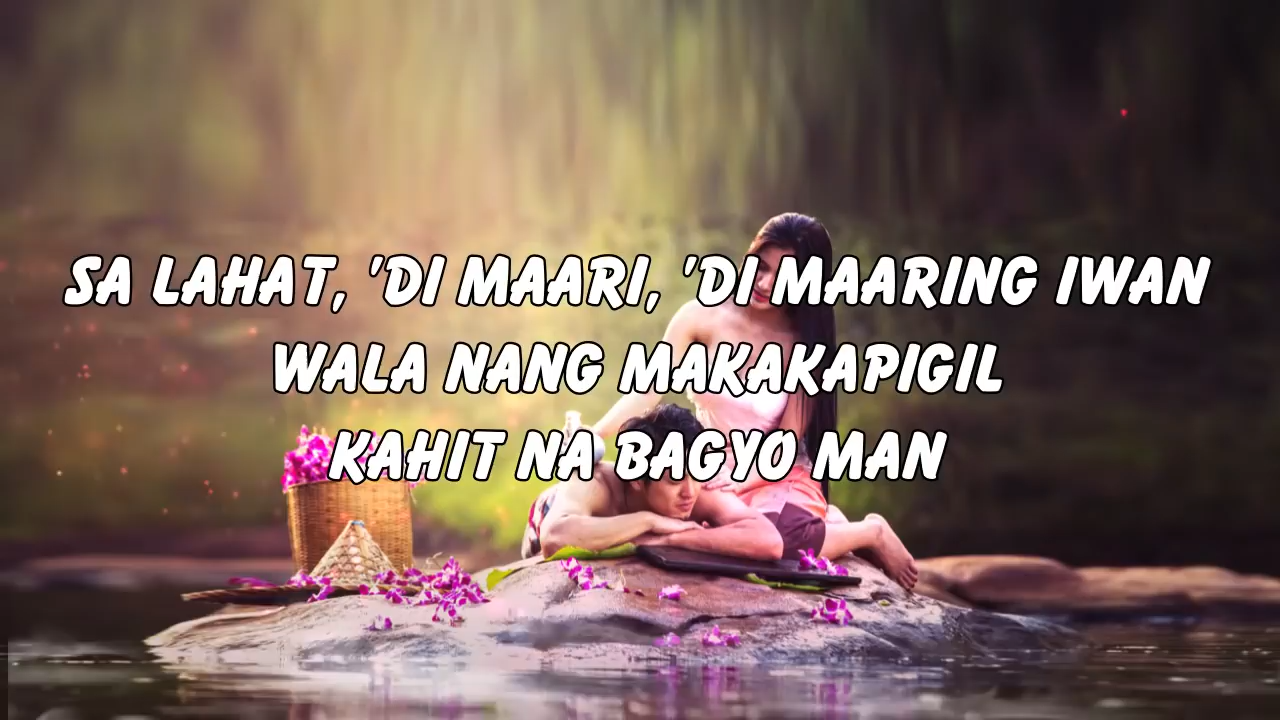 SA LAHAT, 'DI MAARI, 'DI MAARING IWAN
WALA NANG MAKAKAPIGIL
KAHIT NA BAGYO MAN